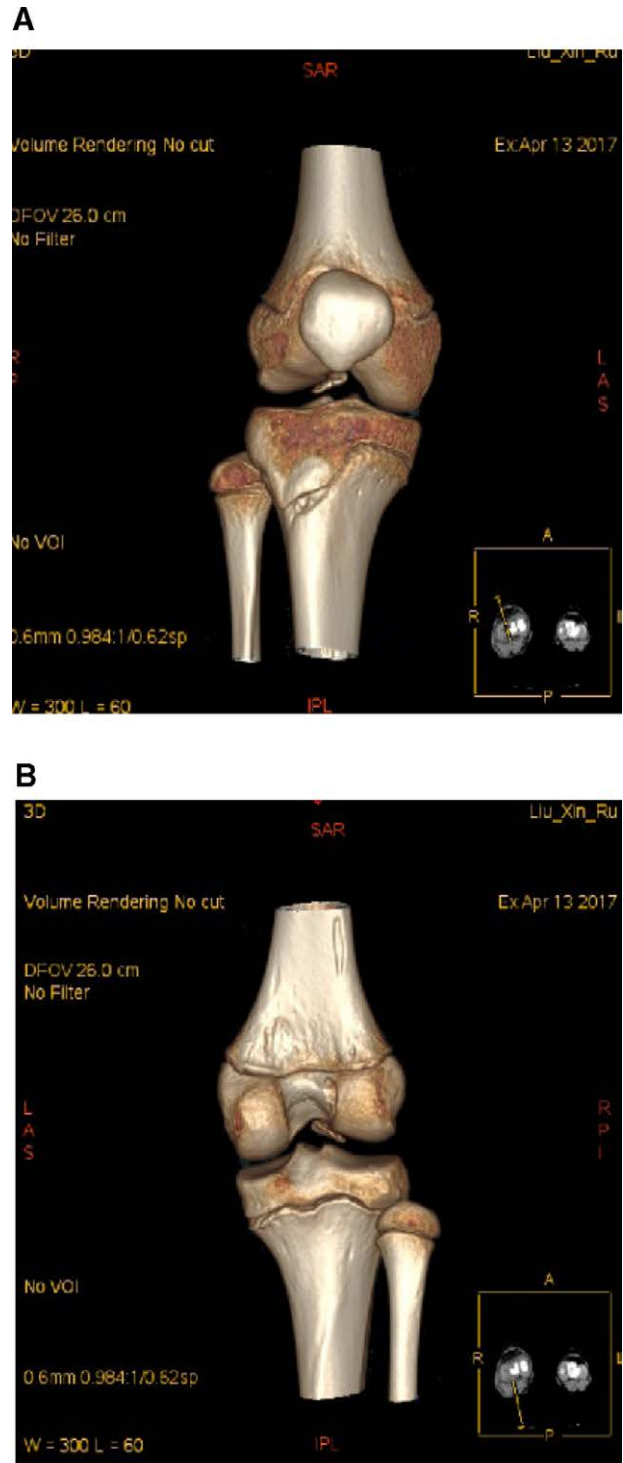 A
3D Liu_Xin_Ru
SAR
Volume Rendering No cut Ex:Apr 13 2017
DFOV 26.0 cm
No Filter
R L
P A
S
No VOI
A
R
0.6mm 0.984:1/0.62sp
P
W = 300 L = 60 IPL
B
3D Liu_Xin_Ru
SAR
Volume Rendering No cut Ex:Apr 13 2017
DFOV 26.0 cm
No Filter
L R
A P
S I
No VOI
A
R
0.6mm 0.984:1/0.62sp
P
W = 300 L = 60 IPL